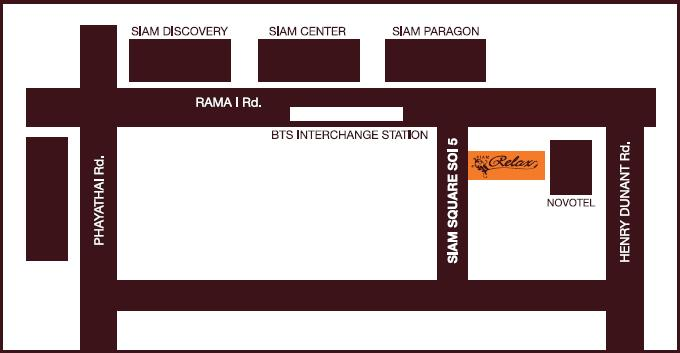 SIAM DISCOVERY
SIAM CENTER
SIAM PARAGON
RAMA I Rd.
BTS INTERCHANGE STATION
PHAYATHAI Rd.
SIAM SQUARE SOI 5
SIAM
Relax
NOVOTEL
HENRY DUNANT Rd.